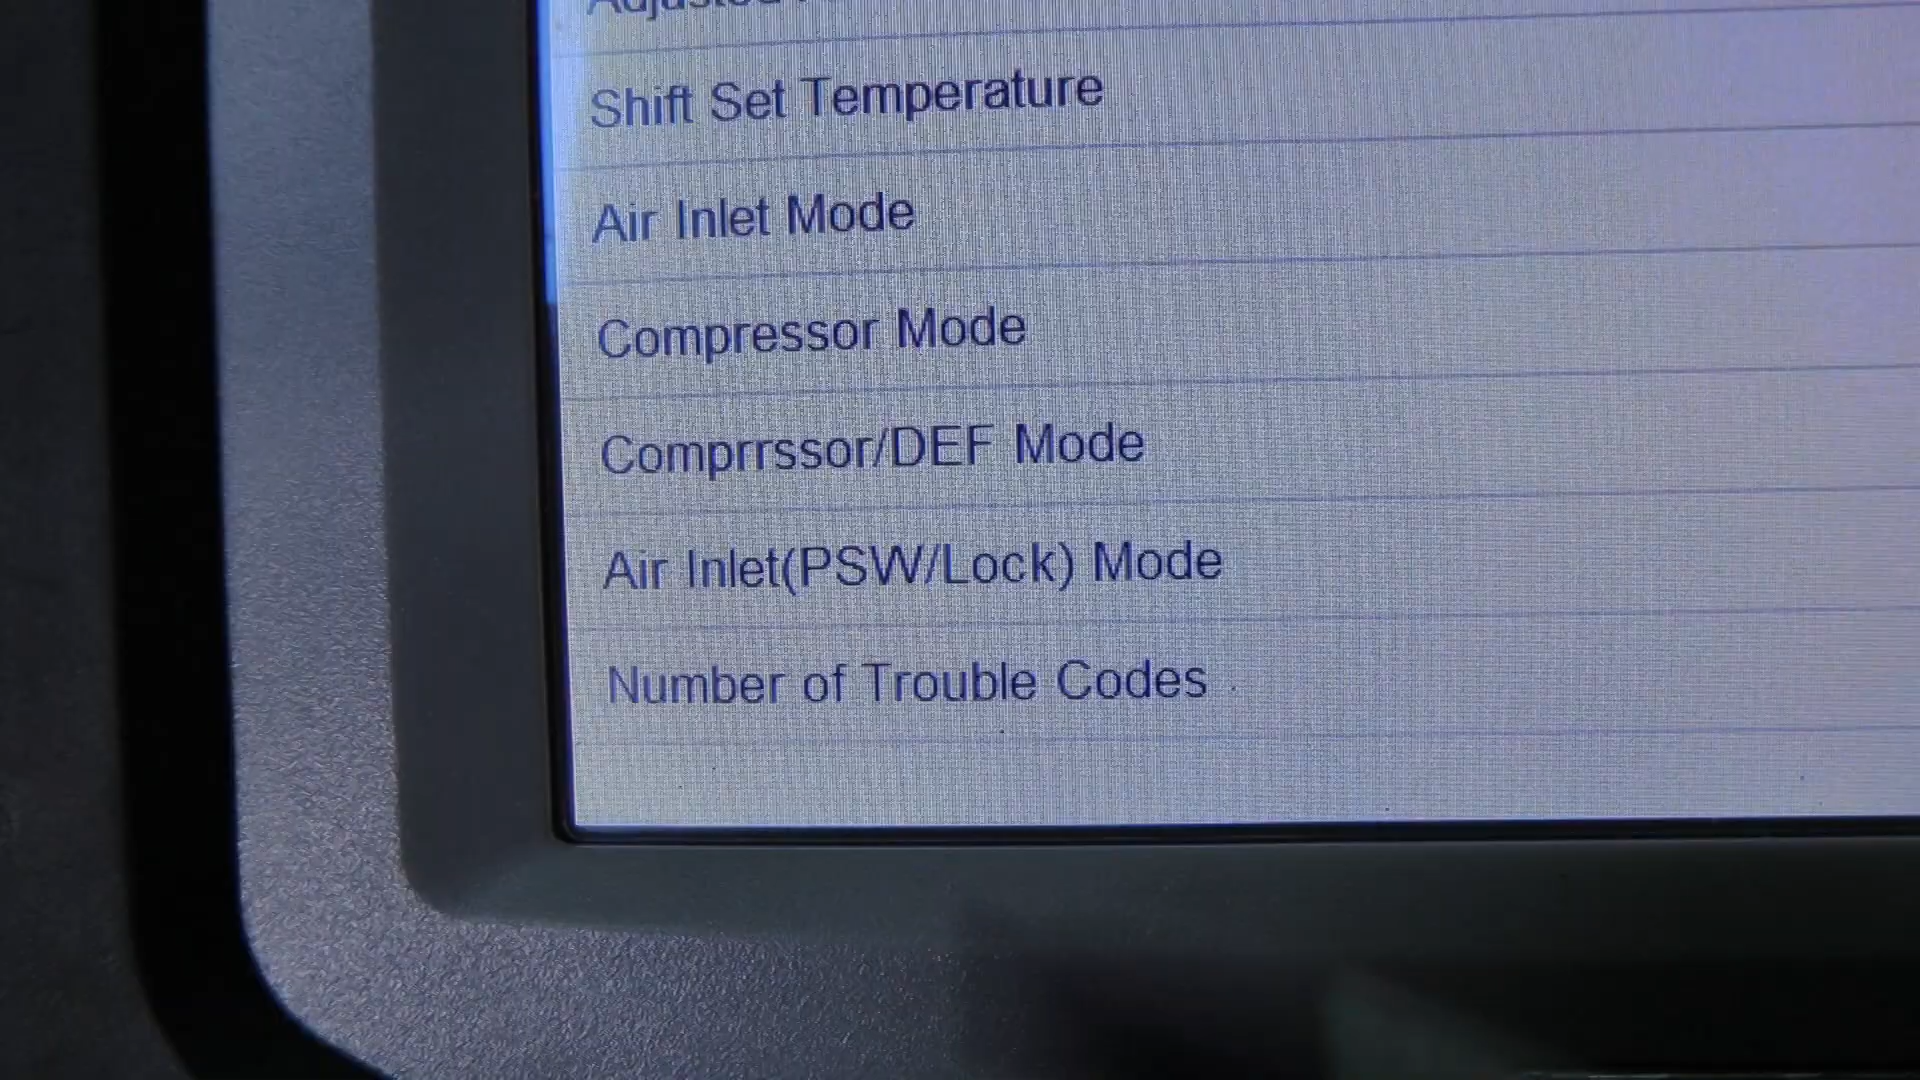 Shift Set Temperature
Air Inlet Mode
Compressor Mode
Comprrssor/DEF Mode
Air Inlet(PSW/Lock) Mode
Number of Trouble Codes